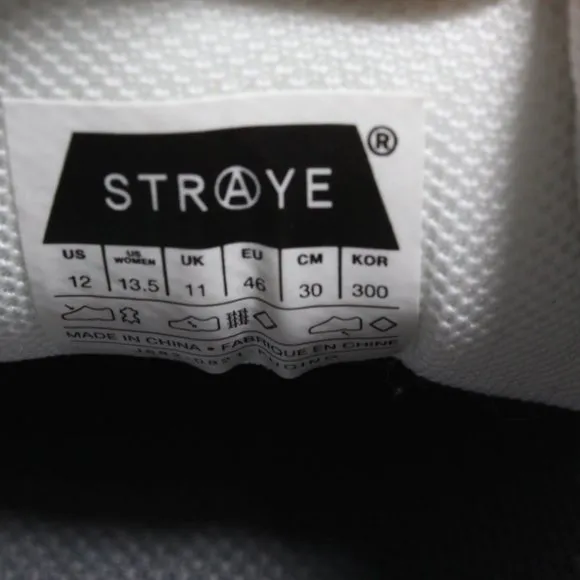 STRAYE ®
US US WOMEN UK EU CM KOR
12 13.5 11 46 30 300
MADE IN CHINA • FABRIQUE EN CHINE